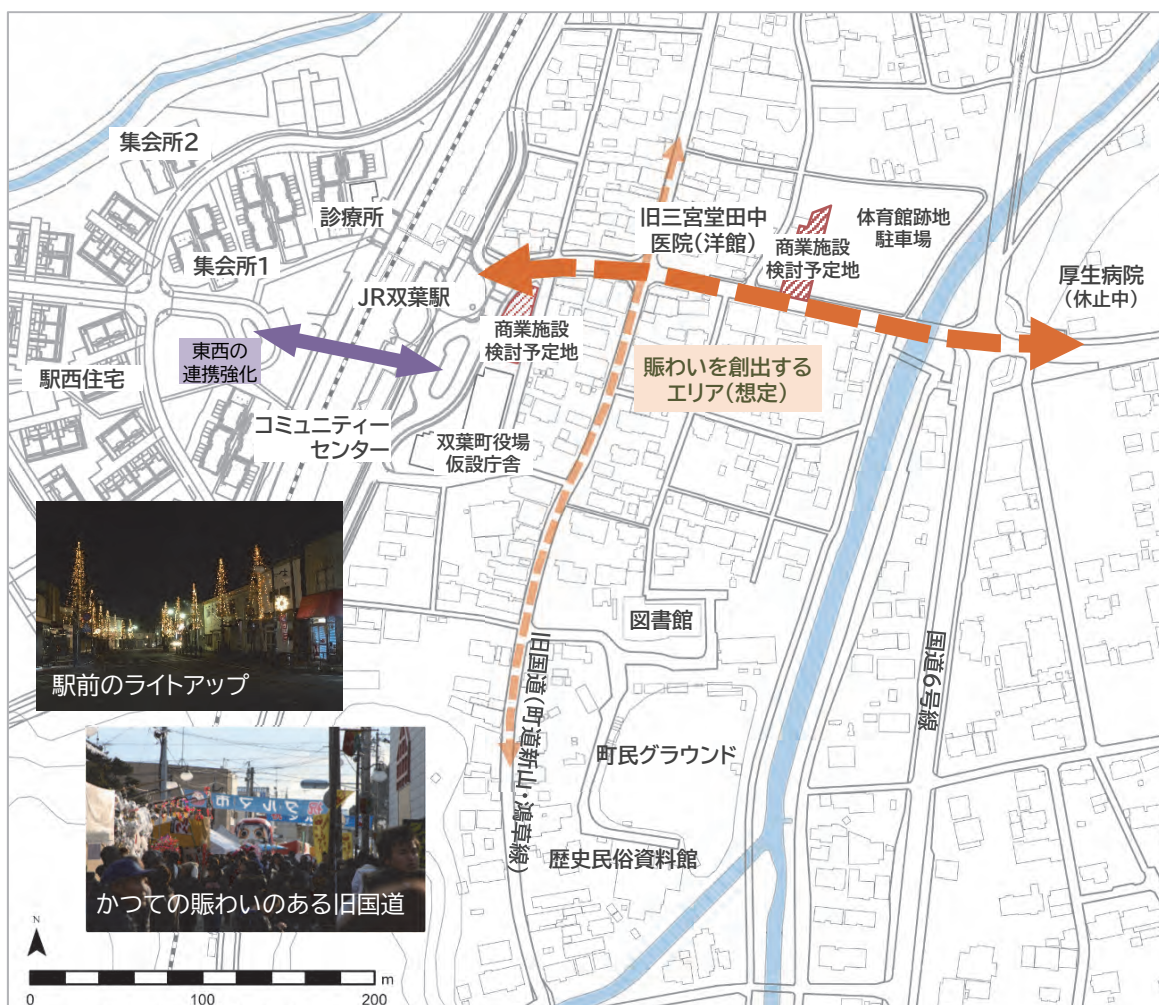 集会所2
診療所
集会所1
JR双葉駅
旧三宮堂田中
医院(洋館)
商業施設
検討予定地
体育館跡地
駐車場
厚生病院
(休止中)
東西の
連携強化
商業施設
検討予定地
賑わいを創出する
エリア(想定)
駅西住宅
コミュニティー
センター
双葉町役場
仮設庁舎
図書館
国道6号線
旧国道(町道新山・鴻草線)
町民グラウンド
歴史民俗資料館
駅前のライトアップ
ダルマ市
かつての賑わいのある旧国道
N
0 100 200 m